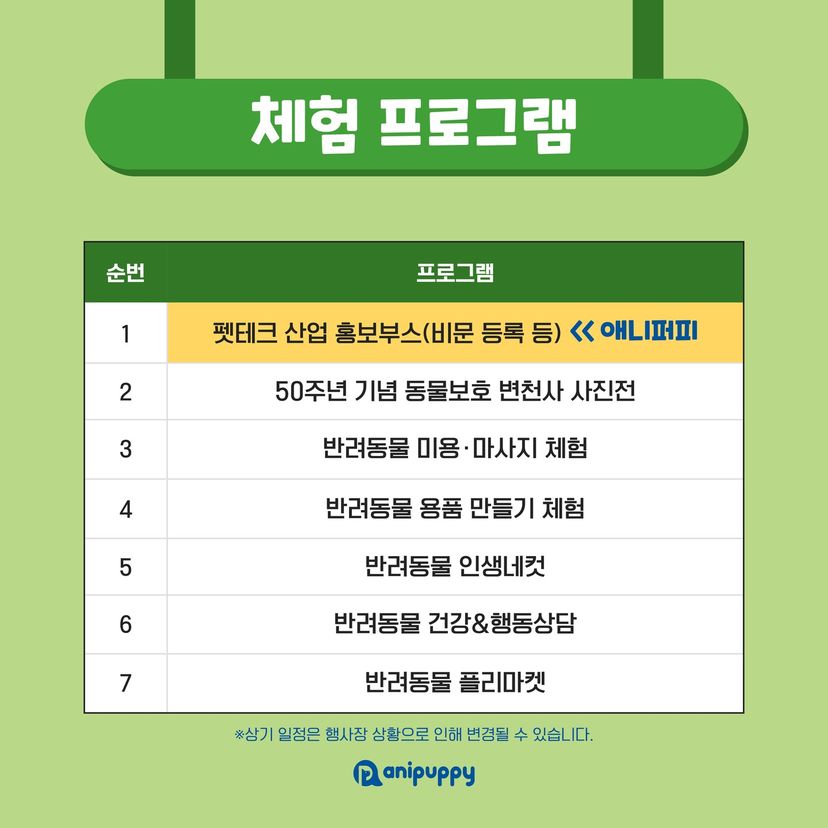 체험 프로그램
순번 프로그램
1 펫테크 산업 홍보부스(비문 등록 등) << 애니퍼피
2 50주년 기념 동물보호 변천사 사진전
3 반려동물 미용·마사지 체험
4 반려동물 용품 만들기 체험
5 반려동물 인생네컷
6 반려동물 건강&행동상담
7 반려동물 플리마켓
※상기 일정은 행사장 상황으로 인해 변경될 수 있습니다.
anipuppy